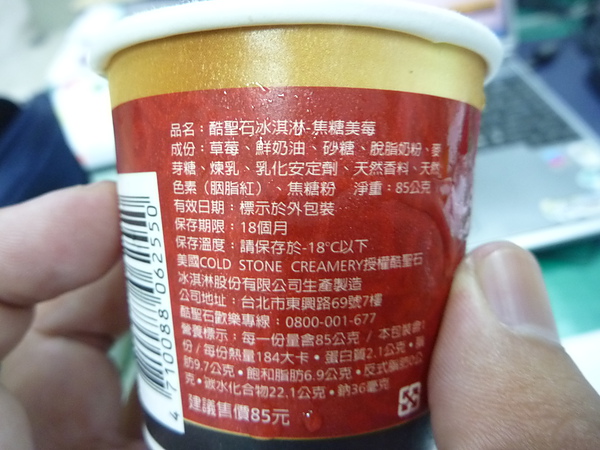 品名：酷聖石冰淇淋-焦糖美莓
成份：草莓、鮮奶油、砂糖、脫脂奶粉、麥
芽糖、煉乳、乳化安定劑、天然香料、天然
色素（胭脂紅）、焦糖粉 淨重：85公克
有效日期：標示於外包裝
保存期限：18個月
保存溫度：請保存於-18°C以下
美國COLD STONE CREAMERY授權酷聖石
冰淇淋股份有限公司生產製造
公司地址：台北市東興路69號7樓
酷聖石歡樂專線：0800-001-677
營養標示：每一份量含85公克 / 本包裝含1
份 / 每份熱量184大卡•蛋白質2.1公克•脂
肪9.7公克•飽和脂肪6.9公克•反式脂肪0公
克•碳水化合物22.1公克•鈉36毫克
建議售價85元
4 710088 062550